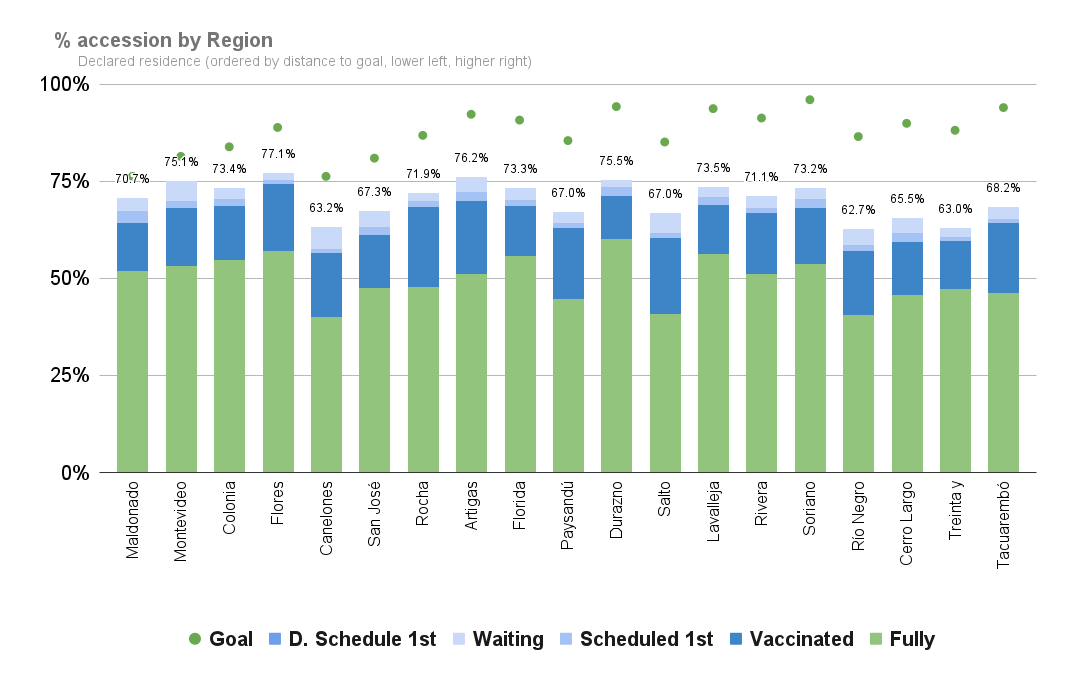 % accession by Region
Declared residence (ordered by distance to goal, lower left, higher right)
100%
75%
50%
25%
0%
70.7%
75.1%
73.4%
77.1%
63.2%
67.3%
71.9%
76.2%
73.3%
67.0%
75.5%
67.0%
73.5%
71.1%
73.2%
62.7%
65.5%
63.0%
68.2%
Maldonado
Montevideo
Colonia
Flores
Canelones
San José
Rocha
Artigas
Florida
Paysandú
Durazno
Salto
Lavalleja
Rivera
Soriano
Río Negro
Cerro Largo
Treinta y
Tacuarembó
Goal
D. Schedule 1st
Waiting
Scheduled 1st
Vaccinated
Fully